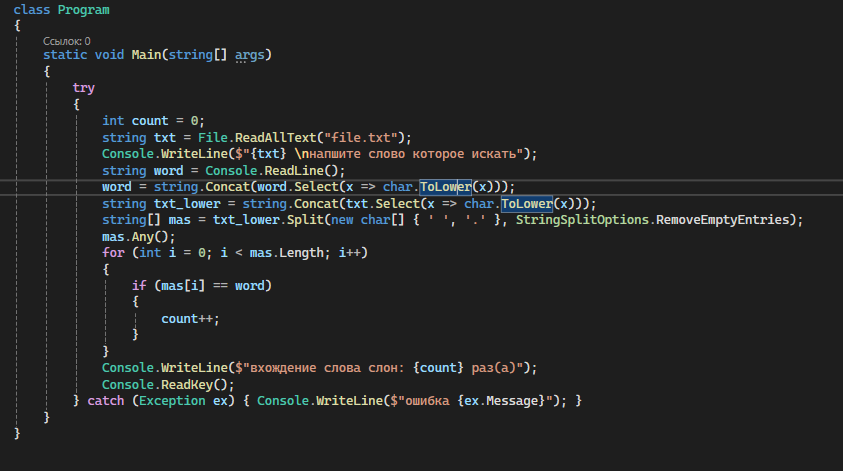 class Program
{
Ссылок: 0
static void Main(string[] args)
{
try
{
int count = 0;
string txt = File.ReadAllText("file.txt");
Console.WriteLine($"{txt} \nнапшите слово которое искать");
string word = Console.ReadLine();
word = string.Concat(word.Select(x => char.ToLower(x)));
string txt_lower = string.Concat(txt.Select(x => char.ToLower(x)));
string[] mas = txt_lower.Split(new char[] { ' ', '.' }, StringSplitOptions.RemoveEmptyEntries);
mas.Any();
for (int i = 0; i < mas.Length; i++)
{
if (mas[i] == word)
{
count++;
}
}
Console.WriteLine($"вхождение слова слон: {count} раз(а)");
Console.ReadKey();
} catch (Exception ex) { Console.WriteLine($"ошибка {ex.Message}"); }
}
}